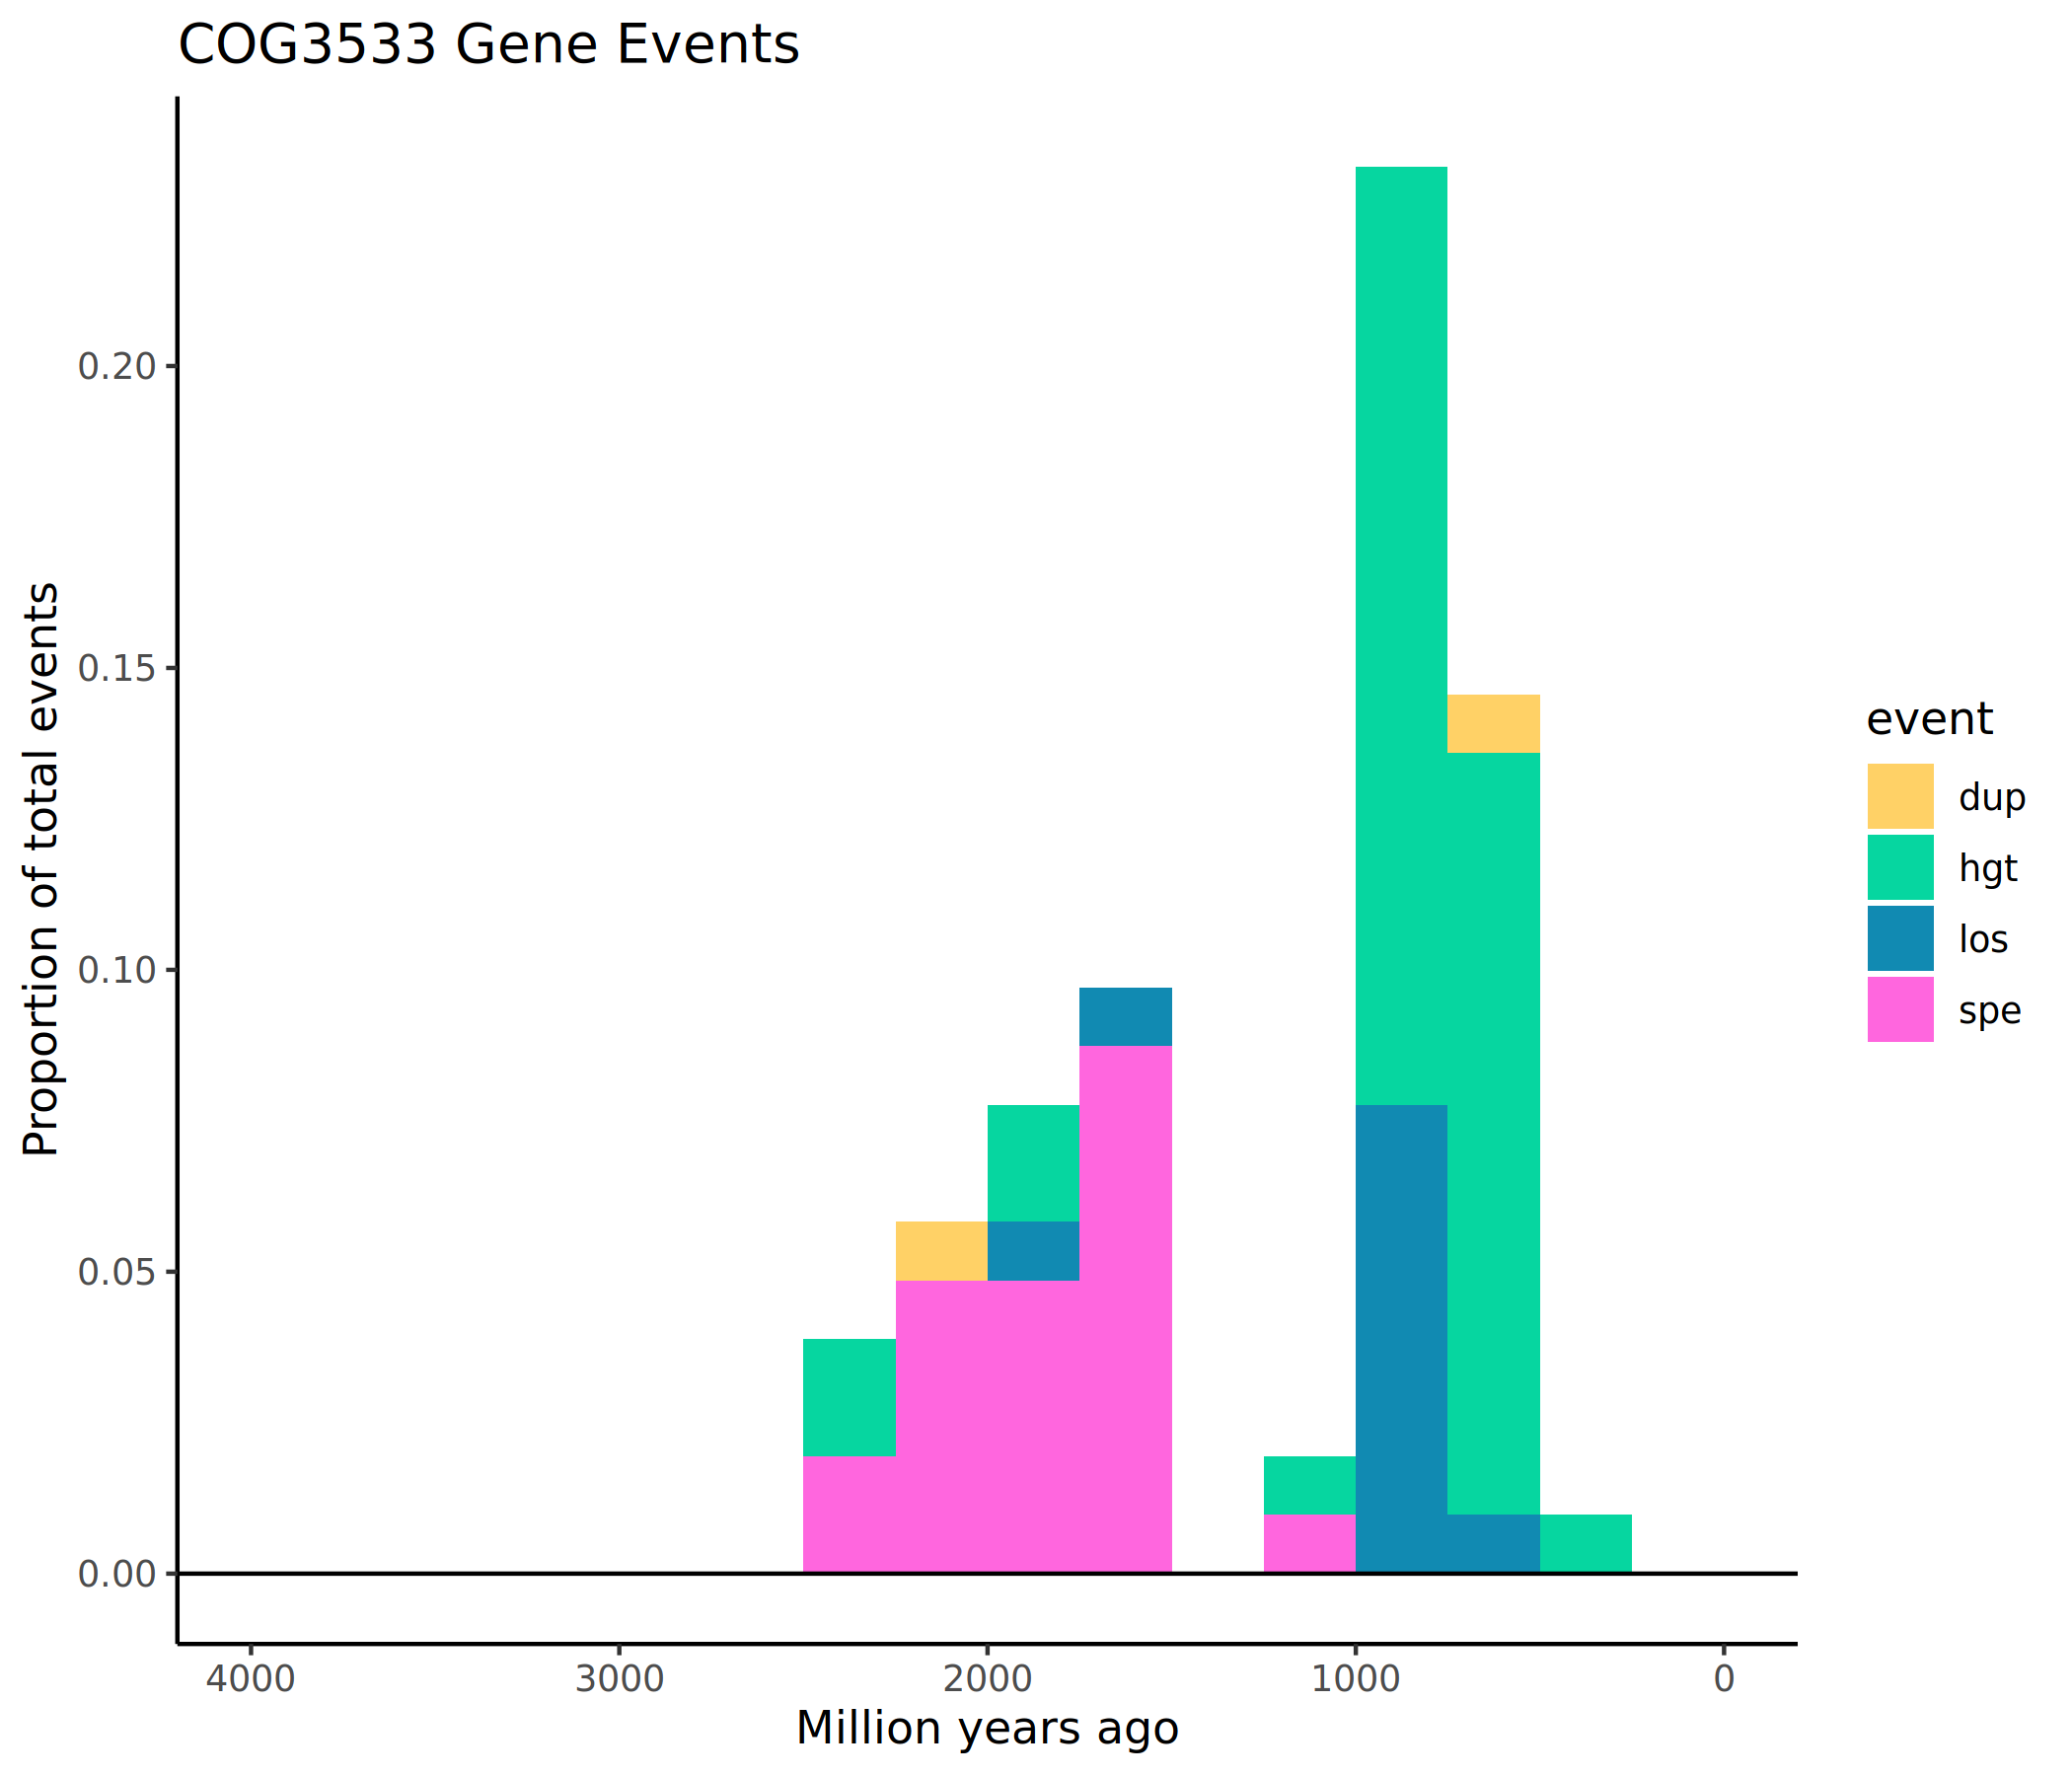 COG3533 Gene Events
Proportion of total events
0.20
0.15
0.10
0.05
0.00
4000 3000 2000 1000 0
Million years ago
event
dup
hgt
los
spe